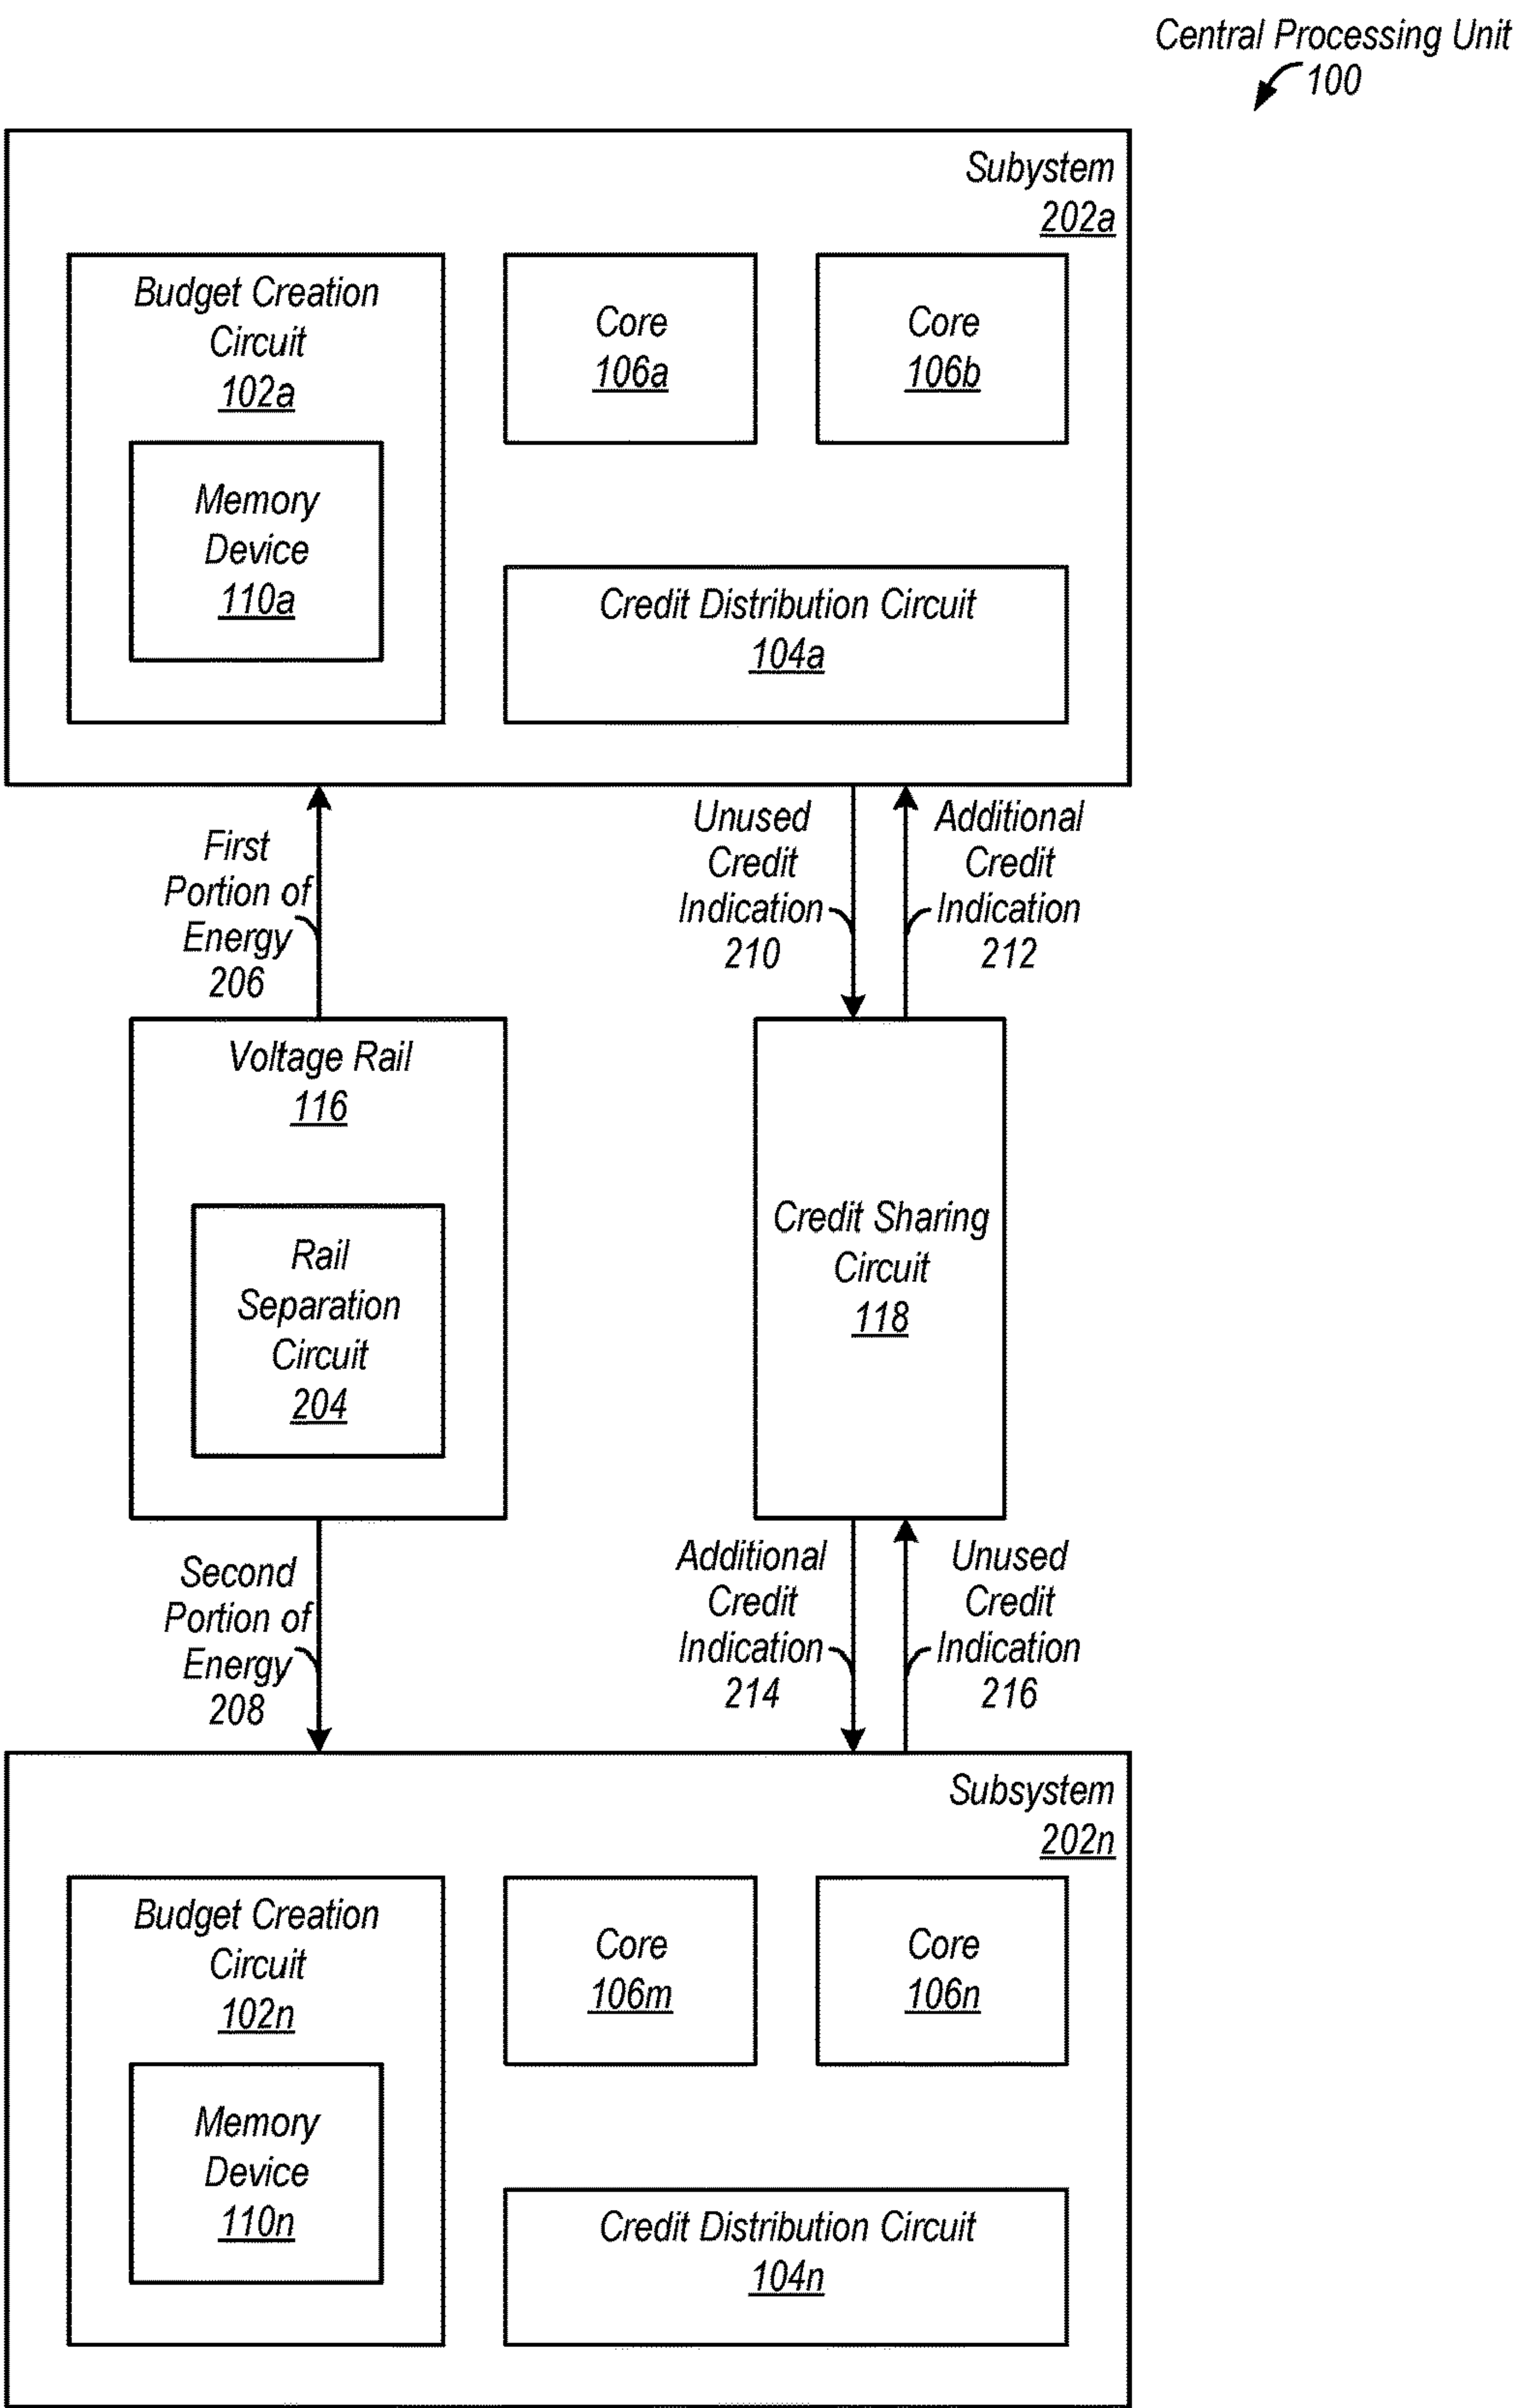 Central Processing Unit
100
Subystem
202a
Budget Creation
Circuit
102a
Memory
Device
110a
Core
106a
Core
106b
Credit Distribution Circuit
104a
First
Portion of
Energy
206
Unused
Credit
Indication
210
Additional
Credit
Indication
212
Voltage Rail
116
Rail
Separation
Circuit
204
Credit Sharing
Circuit
118
Second
Portion of
Energy
208
Additional
Credit
Indication
214
Unused
Credit
Indication
216
Subsystem
202n
Budget Creation
Circuit
102n
Memory
Device
110n
Core
106m
Core
106n
Credit Distribution Circuit
104n